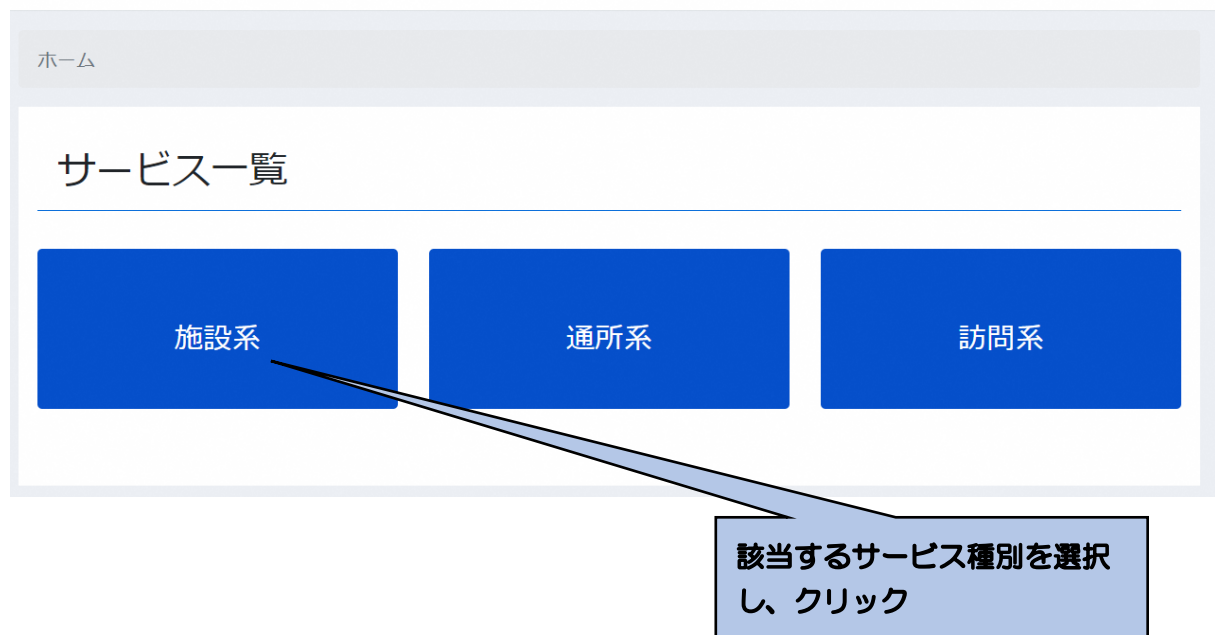 ホーム
サービス一覧
施設系
通所系
訪問系
該当するサービス種別を選択
し、クリック